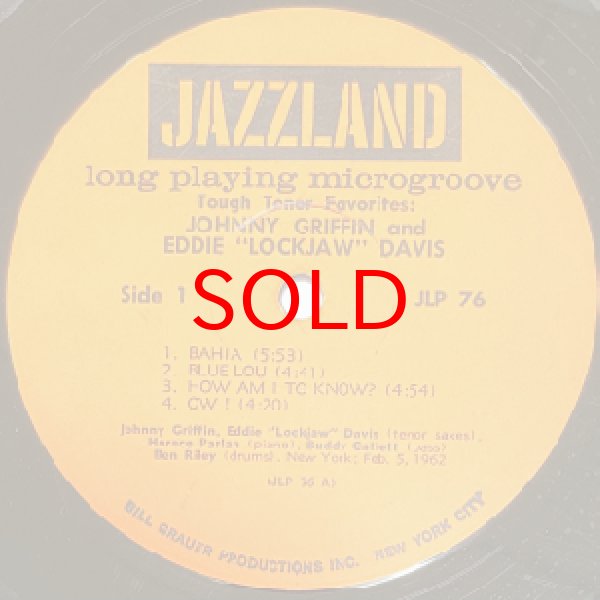 JAZZLAND
long playing microgroove
Tough Tenor Favorites:
JOHNNY GRIFFIN and
EDDIE "LOCKJAW" DAVIS
Side 1
SOLD
JLP 76
1. BAHIA (5:53)
2. BLUE LOU (4:41)
3. HOW AM I TO KNOW? (4:54)
4. OW ! (4:20)
Johnny Griffin, Eddie "Lockjaw" Davis (tenor saxes),
Horace Parlan (piano), Buddy Catlett (bass)
Ben Riley (drums). New York; Feb. 5, 1962
(JLP 76 A)
BILL GRAUER PRODUCTIONS INC. NEW YORK CITY